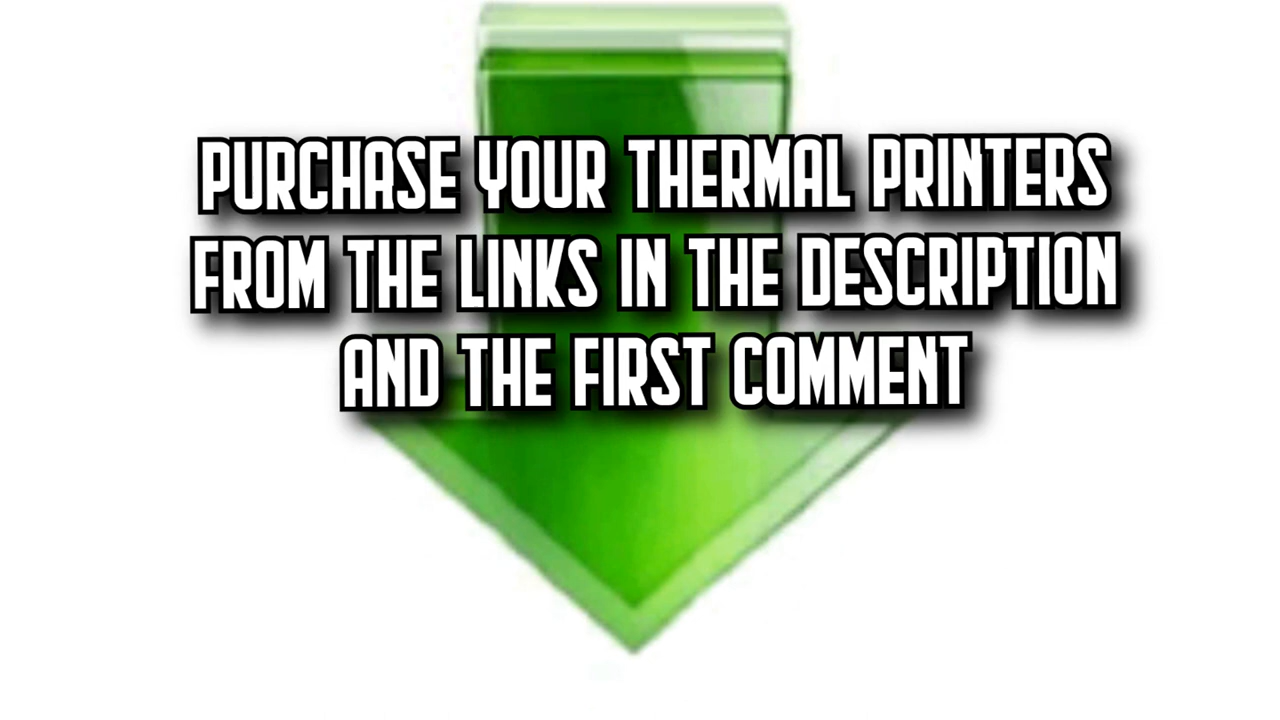 PURCHASE YOUR THERMAL PRINTERS
FROM THE LINKS IN THE DESCRIPTION
AND THE FIRST COMMENT